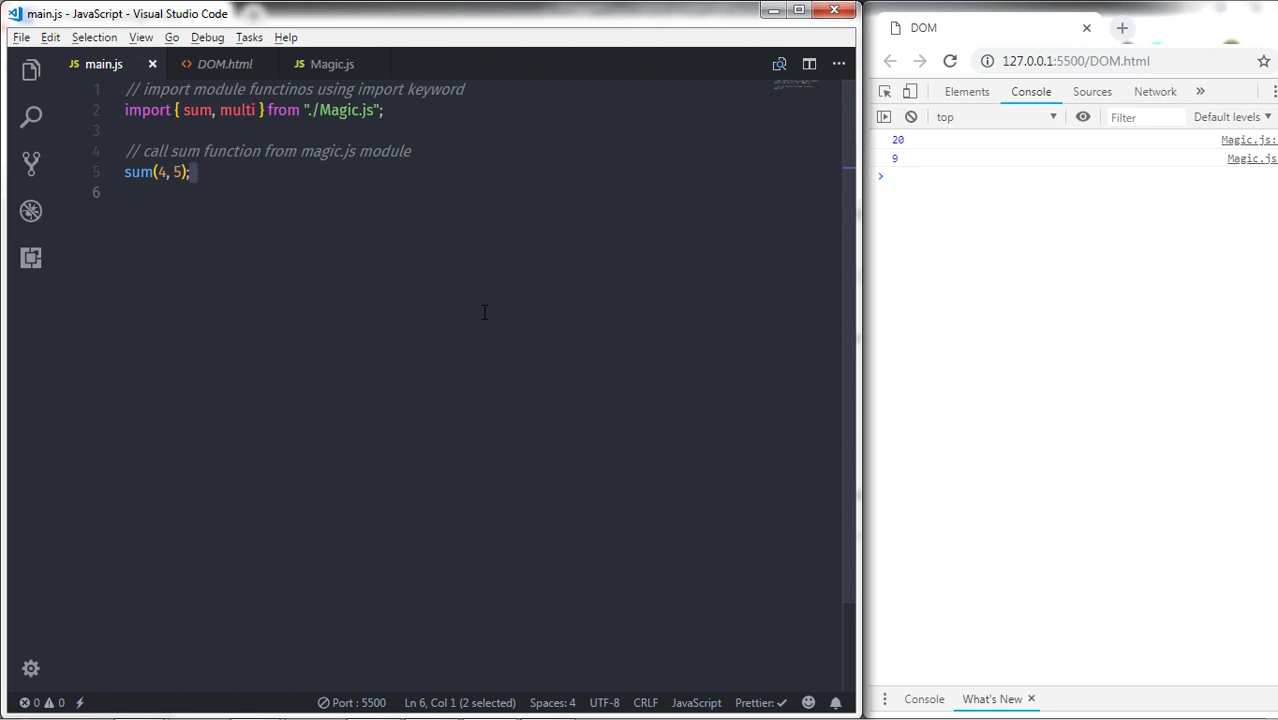 main.js - JavaScript - Visual Studio Code
File Edit Selection View Go Debug Tasks Help
JS main.js <> DOM.html JS Magic.js
1 // import module functinos using import keyword
2 import { sum, multi } from "./Magic.js";
3
4 // call sum function from magic.js module
5 sum(4, 5);
6
0 0 Port : 5500 Ln 6, Col 1 (2 selected) Spaces: 4 UTF-8 CRLF JavaScript Prettier: ✓
DOM
127.0.0.1:5500/DOM.html
Elements Console Sources Network »
top Filter Default levels ▼
20 Magic.js:
9 Magic.js
>
Console What's New ×